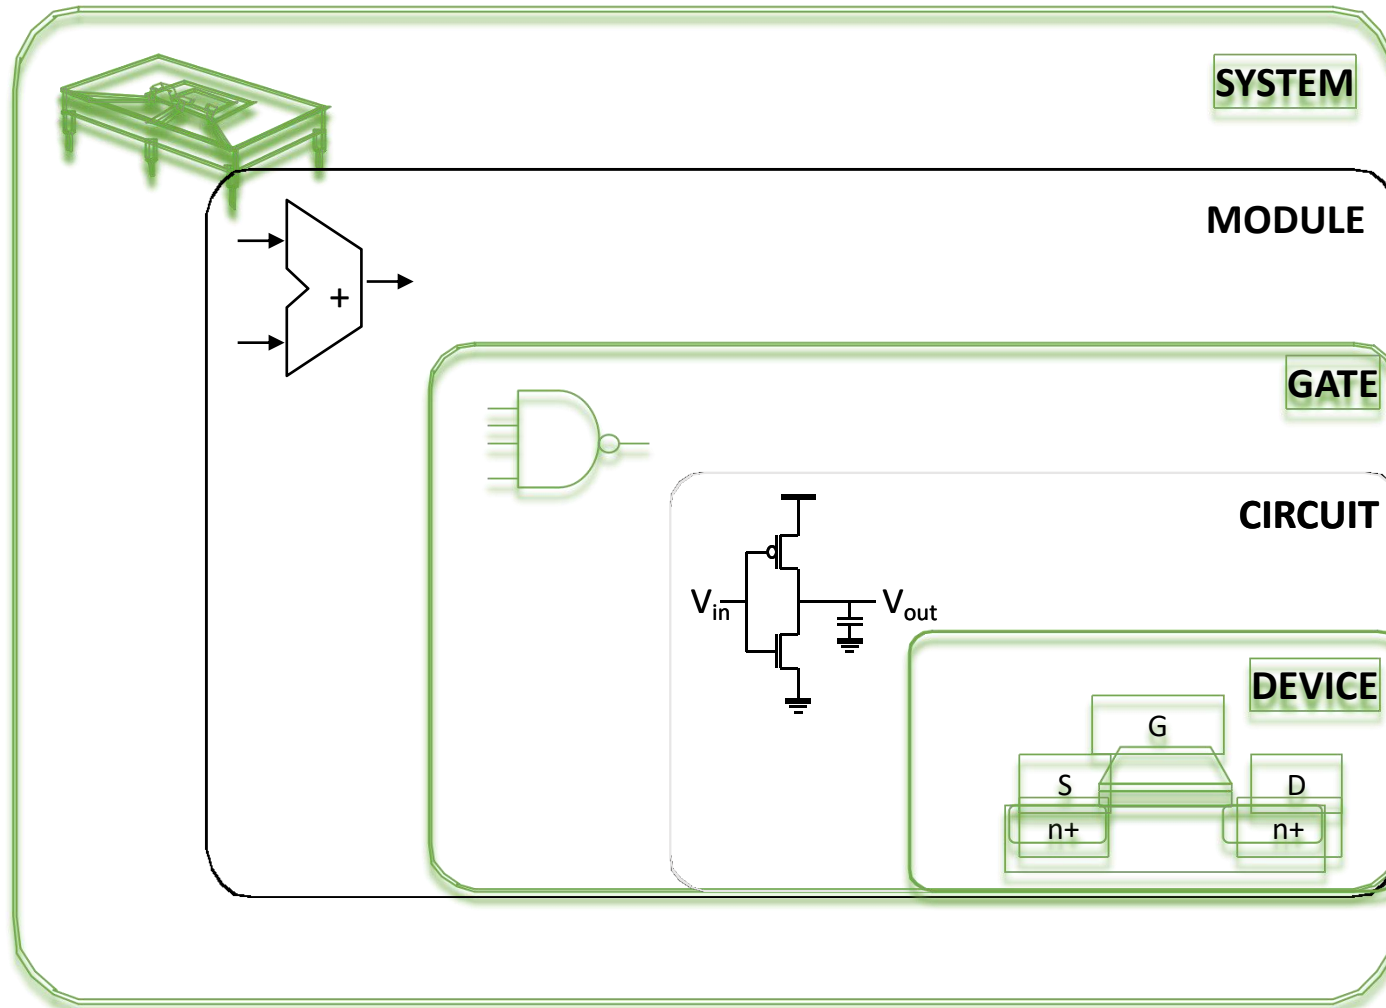 SYSTEM
MODULE
+
GATE
CIRCUIT
Vin
Vout
DEVICE
G
S
D
n+
n+